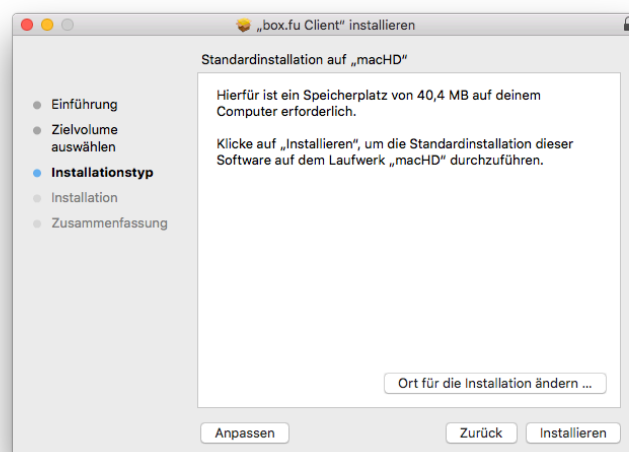 „box.fu Client“ installieren
Standardinstallation auf „macHD“
Einführung
Zielvolume
auswählen
Installationstyp
Installation
Zusammenfassung
Hierfür ist ein Speicherplatz von 40,4 MB auf deinem
Computer erforderlich.
Klicke auf „Installieren“, um die Standardinstallation dieser
Software auf dem Laufwerk „macHD“ durchzuführen.
Ort für die Installation ändern ...
Anpassen
Zurück
Installieren